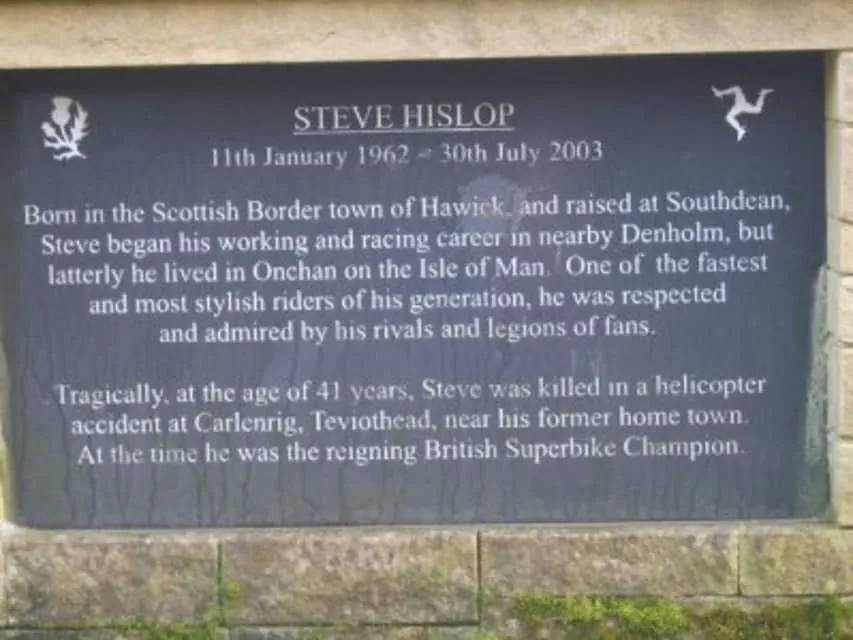 STEVE HISLOP
11th January 1962 - 30th July 2003
Born in the Scottish Border town of Hawick, and raised at Southdean,
Steve began his working and racing career in nearby Denholm, but
latterly he lived in Onchan on the Isle of Man. One of the fastest
and most stylish riders of his generation, he was respected
and admired by his rivals and legions of fans.
Tragically, at the age of 41 years, Steve was killed in a helicopter
accident at Carlenrig, Teviothead, near his former home town.
At the time he was the reigning British Superbike Champion.